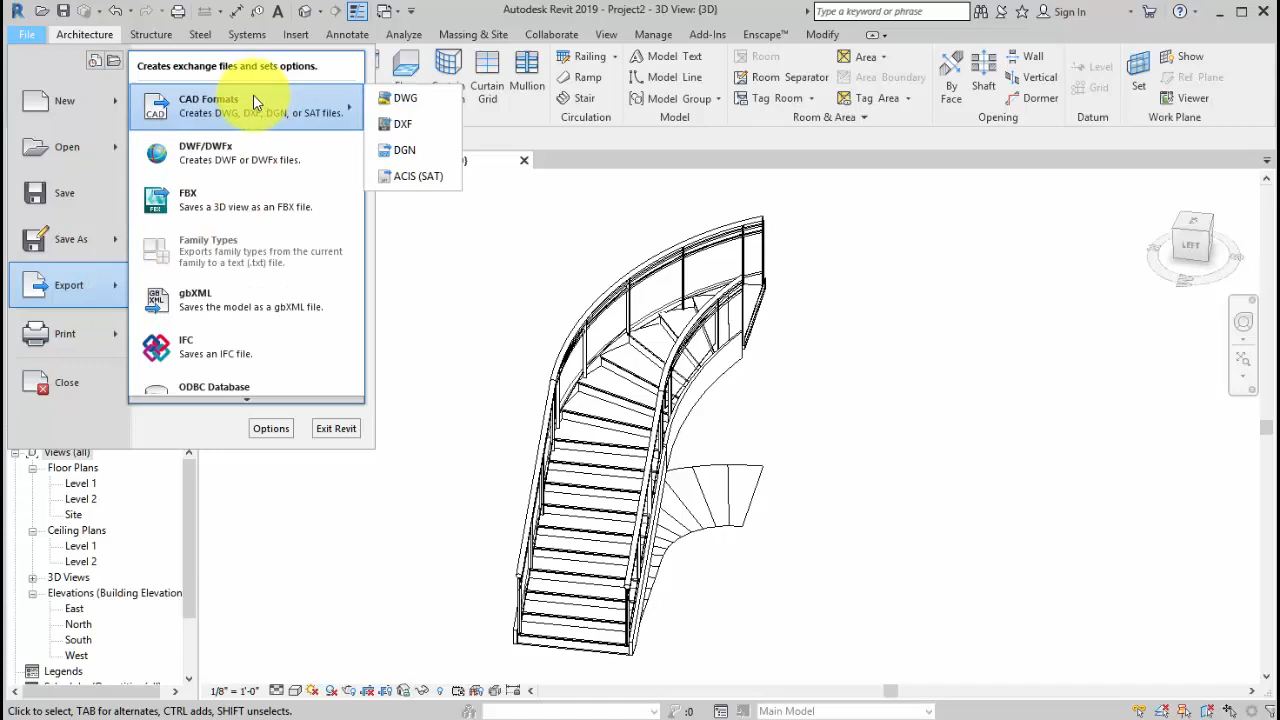 Autodesk Revit 2019 - Project2 - 3D View: {3D}
Type a keyword or phrase
Sign In
File
Architecture
Structure
Steel
Systems
Insert
Annotate
Analyze
Massing & Site
Collaborate
View
Manage
Add-Ins
Enscape™
Modify
Creates exchange files and sets options.
New
Open
Save
Save As
Export
Print
Close
CAD Formats
Creates DWG, DXF, DGN, or SAT files.
DWF/DWFx
Creates DWF or DWFx files.
FBX
Saves a 3D view as an FBX file.
Family Types
Exports family types from the current
family to a text (.txt) file.
gbXML
Saves the model as a gbXML file.
IFC
Saves an IFC file.
ODBC Database
Options
Exit Revit
DWG
DXF
DGN
ACIS (SAT)
Curtain
Grid
Mullion
Railing
Ramp
Stair
Circulation
Model Text
Model Line
Model Group
Model
Room
Room Separator
Tag Room
Area
Area Boundary
Tag Area
Room & Area
By
Face
Shaft
Wall
Vertical
Dormer
Opening
Level
Grid
Datum
Set
Show
Ref Plane
Viewer
Work Plane
LEFT
Views (all)
Floor Plans
Level 1
Level 2
Site
Ceiling Plans
Level 1
Level 2
3D Views
Elevations (Building Elevation
East
North
South
West
Legends
1/8" = 1'-0"
Click to select, TAB for alternates, CTRL adds, SHIFT unselects.
:0
Main Model